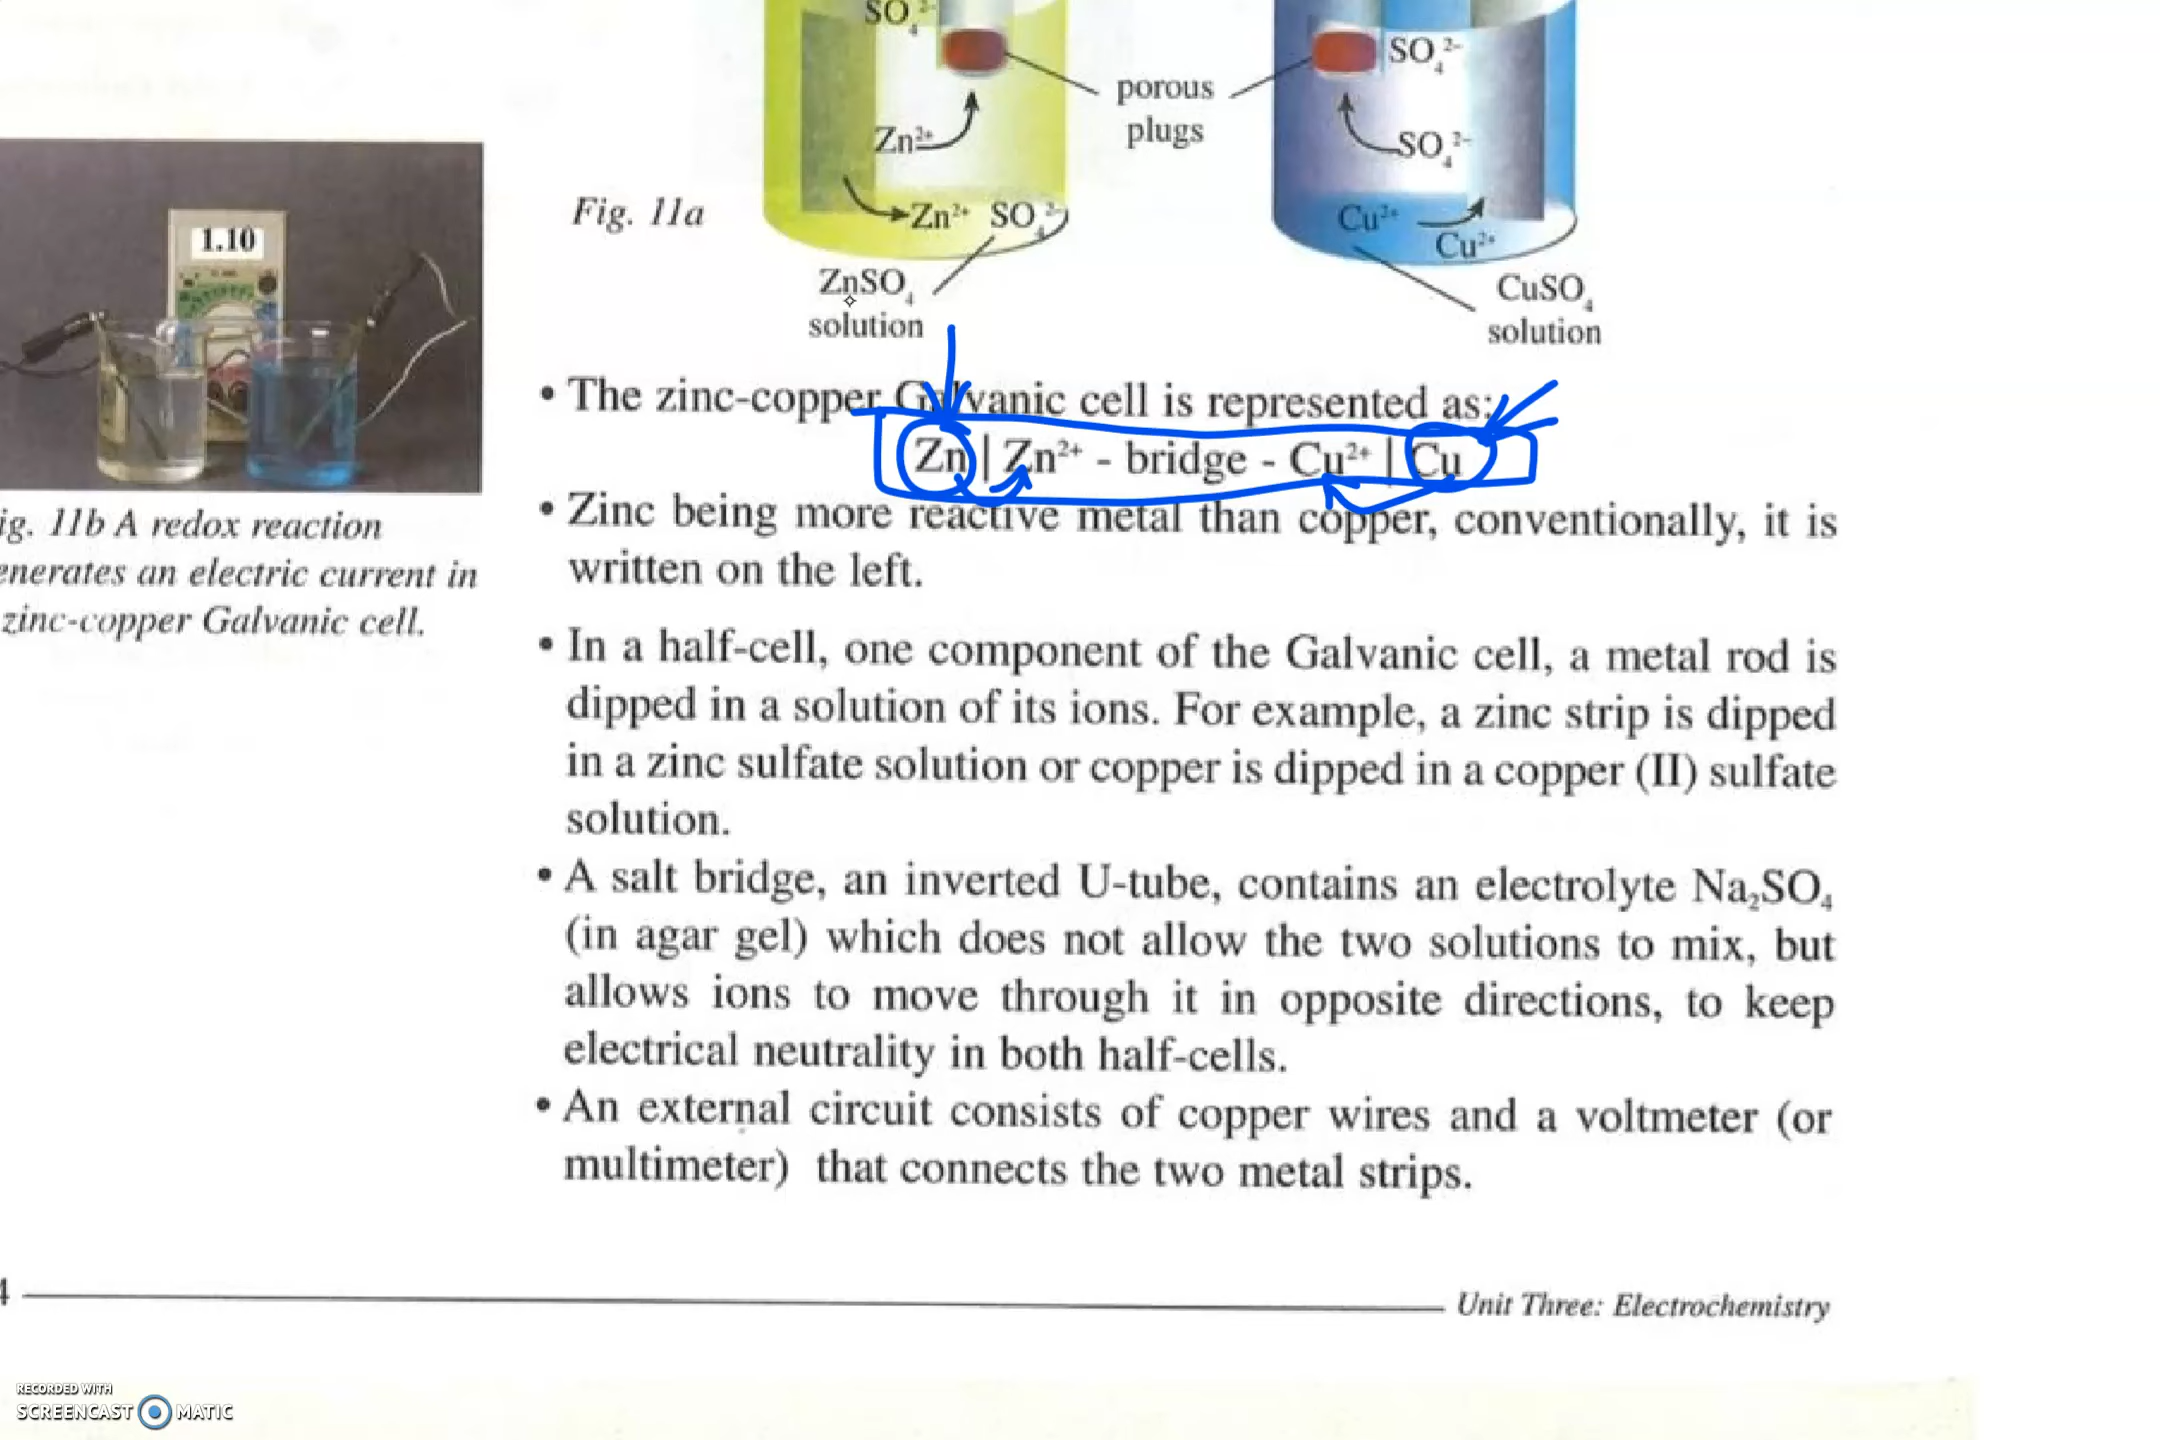 SO₄²⁻
SO₄²⁻
porous
plugs
Zn²⁺
SO₄²⁻
Fig. 11a
Zn²⁺ SO₄²⁻
Cu²⁺
Cu²⁺
ZnSO₄
solution
CuSO₄
solution
1.10
• The zinc-copper Galvanic cell is represented as:
Zn | Zn²⁺ - bridge - Cu²⁺ | Cu
• Zinc being more reactive metal than copper, conventionally, it is
written on the left.
ig. 11b A redox reaction
enerates an electric current in
zinc-copper Galvanic cell.
• In a half-cell, one component of the Galvanic cell, a metal rod is
dipped in a solution of its ions. For example, a zinc strip is dipped
in a zinc sulfate solution or copper is dipped in a copper (II) sulfate
solution.
• A salt bridge, an inverted U-tube, contains an electrolyte Na₂SO₄
(in agar gel) which does not allow the two solutions to mix, but
allows ions to move through it in opposite directions, to keep
electrical neutrality in both half-cells.
• An external circuit consists of copper wires and a voltmeter (or
multimeter) that connects the two metal strips.
4
Unit Three: Electrochemistry
RECORDED WITH
SCREENCAST MATIC